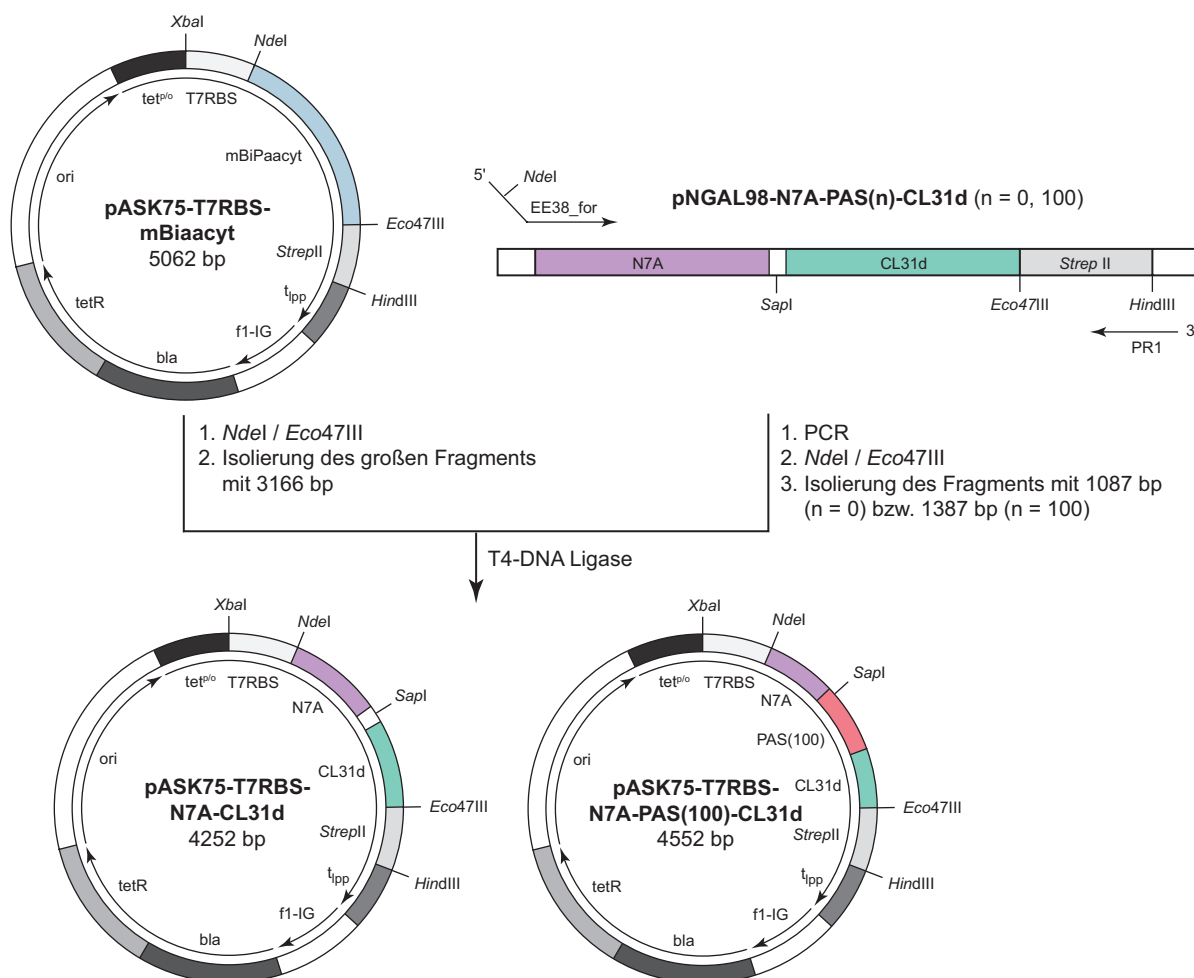 XbaI
NdeI
tetp/o T7RBS
mBiPaacyt
ori
pASK75-T7RBS-
mBiaacyt
5062 bp
Eco47III
StrepII
tlpp
HindIII
f1-IG
tetR
bla
5'
NdeI
EE38_for
pNGAL98-N7A-PAS(n)-CL31d (n = 0, 100)
N7A
CL31d
Strep II
SapI
Eco47III
HindIII
3'
PR1
1. NdeI / Eco47III
2. Isolierung des großen Fragments
mit 3166 bp
1. PCR
2. NdeI / Eco47III
3. Isolierung des Fragments mit 1087 bp
(n = 0) bzw. 1387 bp (n = 100)
T4-DNA Ligase
XbaI
NdeI
tetp/o T7RBS
N7A
SapI
ori
CL31d
pASK75-T7RBS-
N7A-CL31d
4252 bp
Eco47III
StrepII
tlpp
HindIII
f1-IG
tetR
bla
XbaI
NdeI
tetp/o T7RBS
N7A
SapI
PAS(100)
ori
CL31d
pASK75-T7RBS-
N7A-PAS(100)-CL31d
4552 bp
Eco47III
StrepII
tlpp
HindIII
f1-IG
tetR
bla